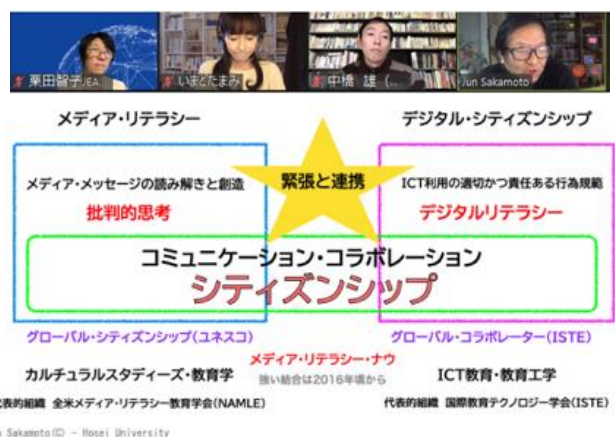 栗田智子JEA
いまとたまみ
中橋 雄 (...
Jun Sakamoto
メディア・リテラシー
デジタル・シティズンシップ
緊張と連携
メディア・メッセージの読み解きと創造
ICT利用の適切かつ責任ある行為規範
批判的思考
デジタルリテラシー
コミュニケーション・コラボレーション
シティズンシップ
グローバル・シティズンシップ(ユネスコ)
グローバル・コラボレーター(ISTE)
メディア・リテラシー・ナウ
カルチュラルスタディーズ・教育学
強い結合は2016年頃から
ICT教育・教育工学
代表的組織 全米メディア・リテラシー教育学会(NAMLE)
代表的組織 国際教育テクノロジー学会(ISTE)
Sakamoto(C) - Hosei University